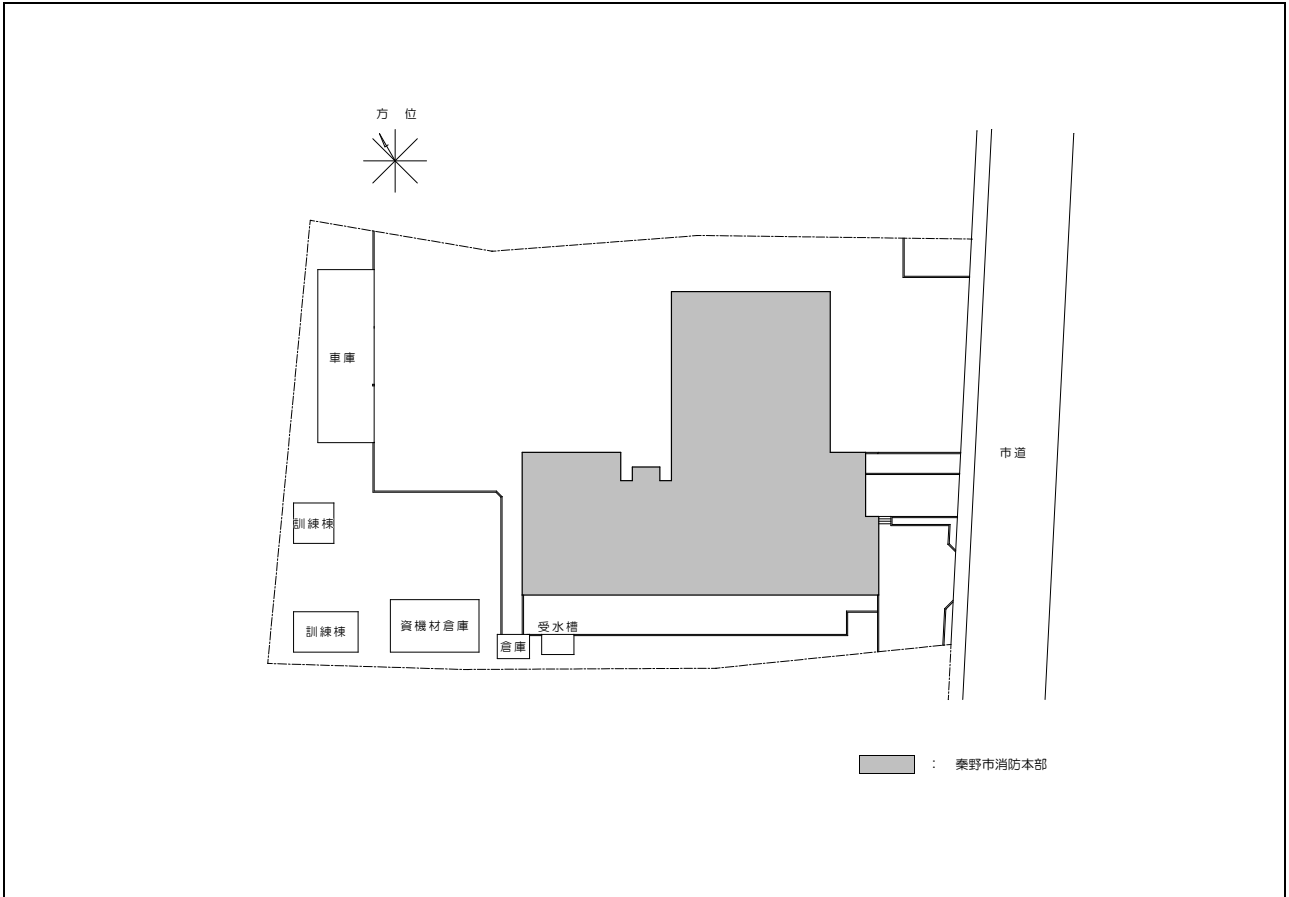 方 位
車庫
市道
訓練棟
訓練棟
資機材倉庫
受水槽
倉庫
： 秦野市消防本部